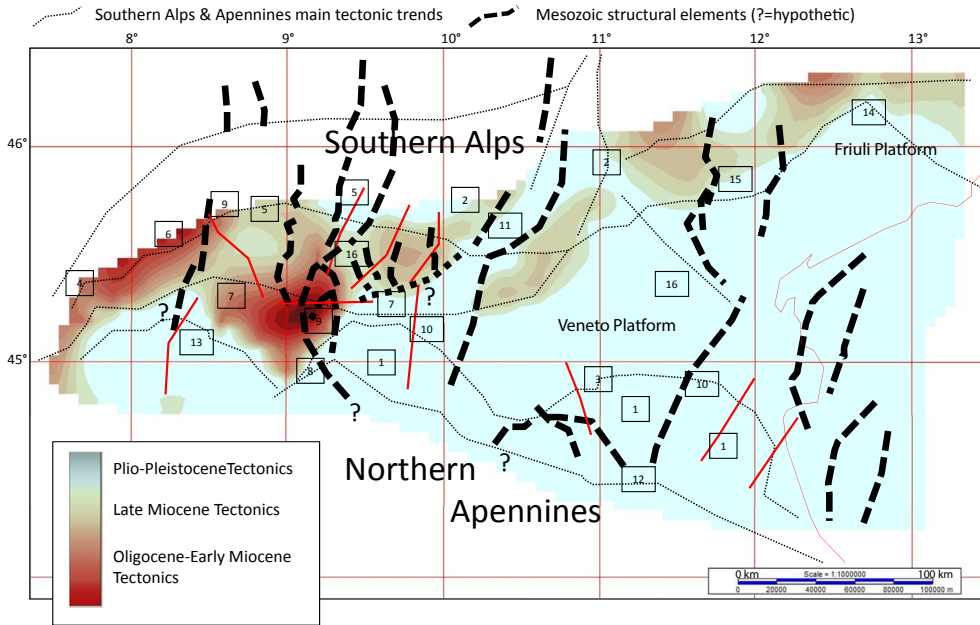 Southern Alps & Apennines main tectonic trends
Mesozoic structural elements (?=hypothetic)
8° 9° 10° 11° 12° 13°
46°
45°
Southern Alps
Friuli Platform
Veneto Platform
Northern
Apennines
14
2
15
9 5 5 2
6 11
16 16
4 7 7
9 10
13 1
8 3 10
1
1
12
?
?
?
?
Plio-PleistoceneTectonics
Late Miocene Tectonics
Oligocene-Early Miocene
Tectonics
0 km Scale = 1:1000000 100 km
0 20000 40000 60000 80000 100000 m